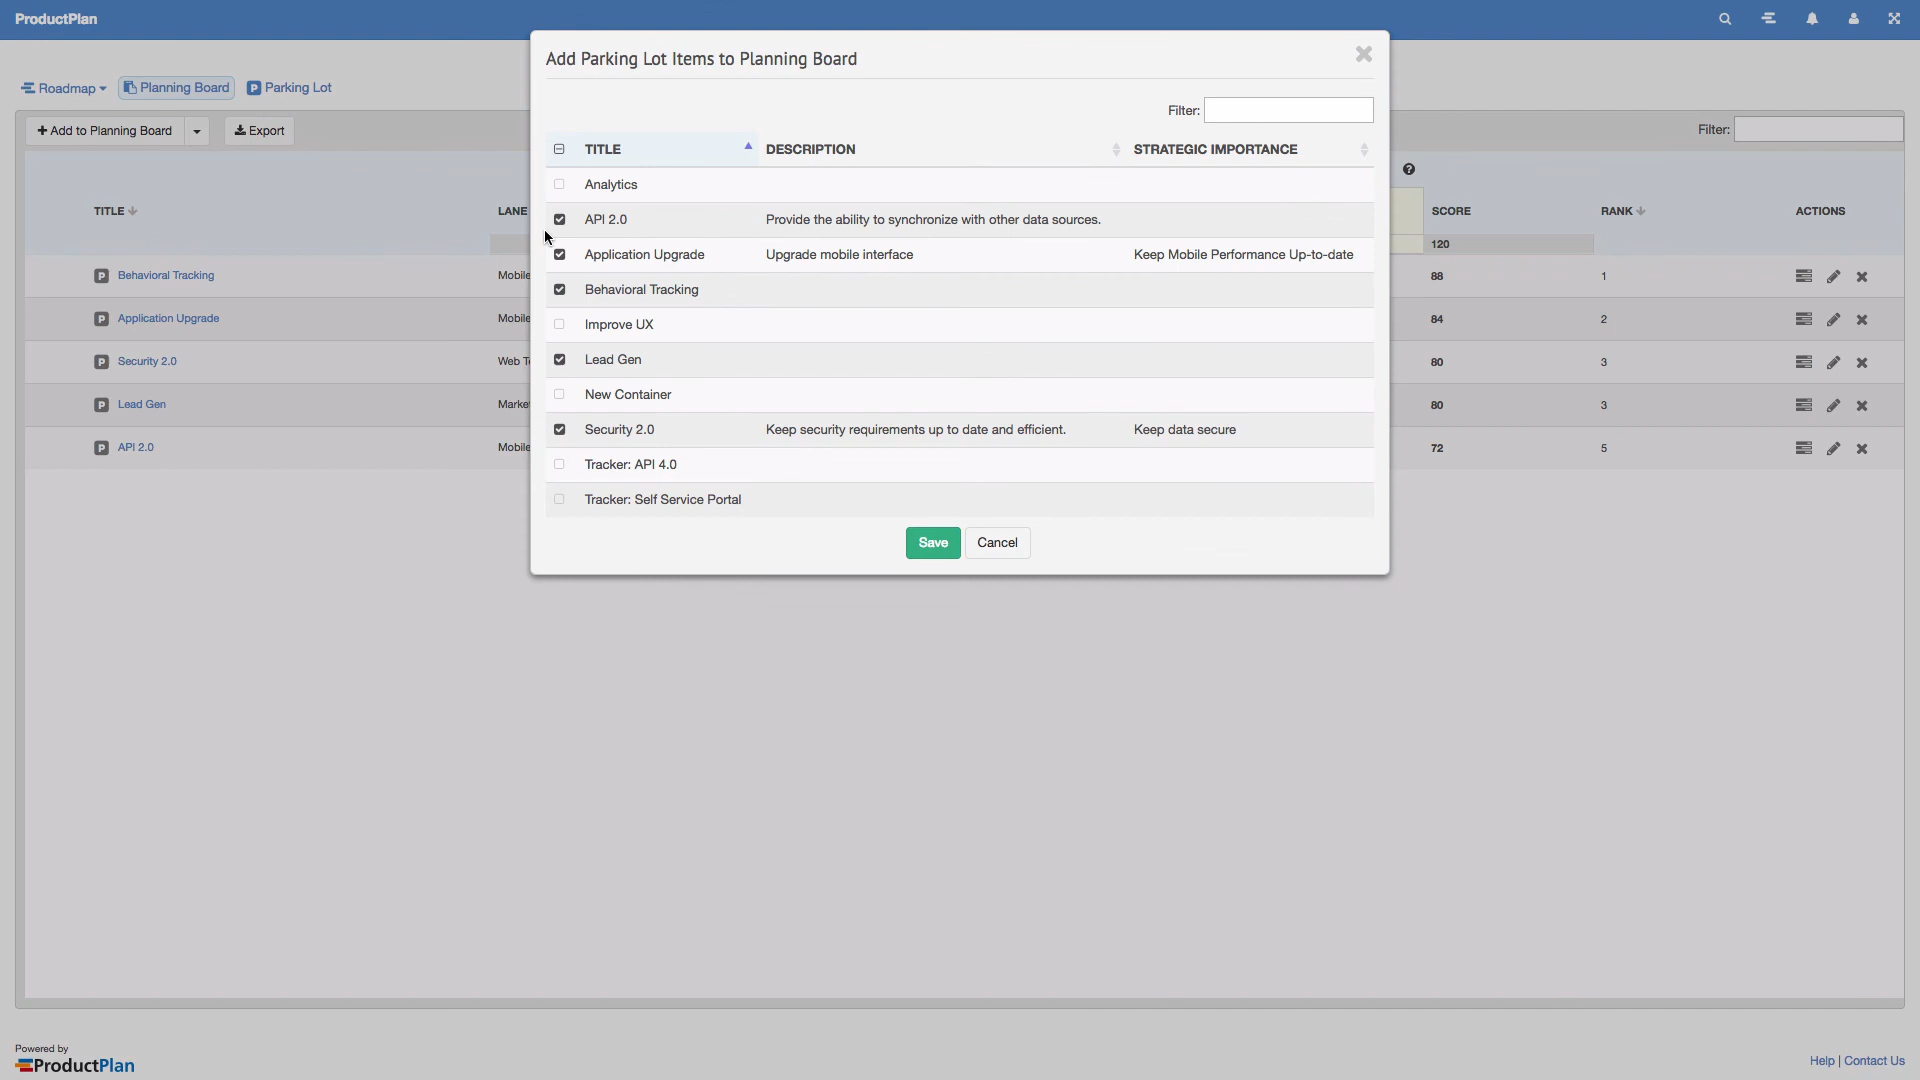 ProductPlan
Roadmap
Planning Board
P Parking Lot
Add to Planning Board
Export
Filter:
TITLE
LANE
SCORE
RANK
ACTIONS
120
P Behavioral Tracking
Mobile
88
1
P Application Upgrade
Mobile
84
2
P Security 2.0
Web T
80
3
P Lead Gen
Marke
80
3
P API 2.0
Mobile
72
5
Add Parking Lot Items to Planning Board
Filter:
TITLE DESCRIPTION STRATEGIC IMPORTANCE
Analytics
API 2.0 Provide the ability to synchronize with other data sources.
Application Upgrade Upgrade mobile interface Keep Mobile Performance Up-to-date
Behavioral Tracking
Improve UX
Lead Gen
New Container
Security 2.0 Keep security requirements up to date and efficient. Keep data secure
Tracker: API 4.0
Tracker: Self Service Portal
Save Cancel
Powered by
ProductPlan
Help | Contact Us